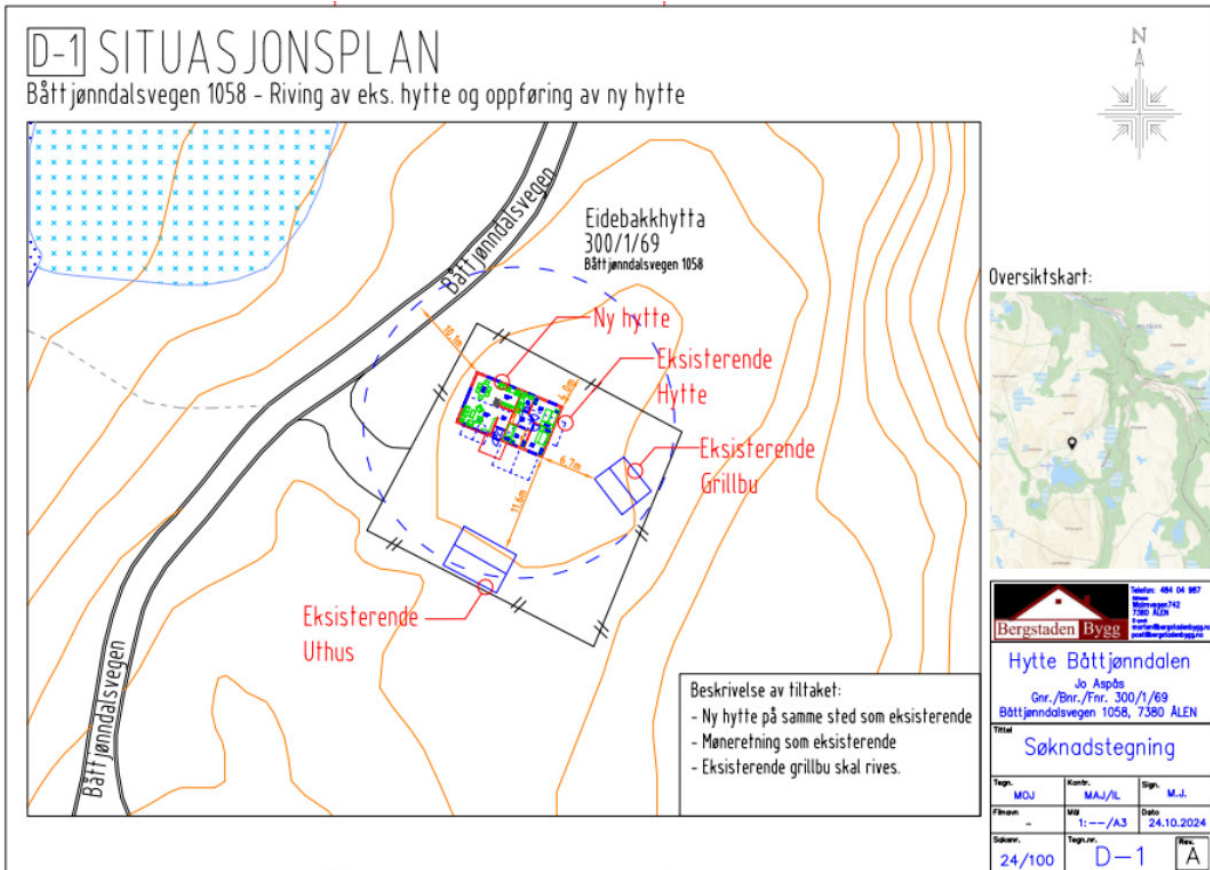 D-1 SITUASJONSPLAN
Båttjønndalsvegen 1058 - Riving av eks. hytte og oppføring av ny hytte
N
Båttjønndalsvegen
Eidebakkhytta
300/1/69
Båttjønndalsvegen 1058
Ny hytte
10,1m
Eksisterende
Hytte
4,0m
Eksisterende
Grillbu
6,7m
11,6m
Eksisterende
Uthus
Båttjønndalsvegen
Beskrivelse av tiltaket:
- Ny hytte på samme sted som eksisterende
- Møneretning som eksisterende
- Eksisterende grillbu skal rives.
Oversiktskart:
Bergstaden Bygg
Telefon: 484 04 987
7380 ÅLEN
Hytte Båttjønndalen
Jo Aspås
Gnr./Bnr./Fnr. 300/1/69
Båttjønndalsvegen 1058, 7380 ÅLEN
Tittel
Søknadstegning
Tegn. MOJ
Kontr. MAJ/IL
Sign. M.J.
Filnavn -
Mål 1:--/A3
Dato 24.10.2024
Saksnr. 24/100
Tegn.nr. D-1
Rev. A